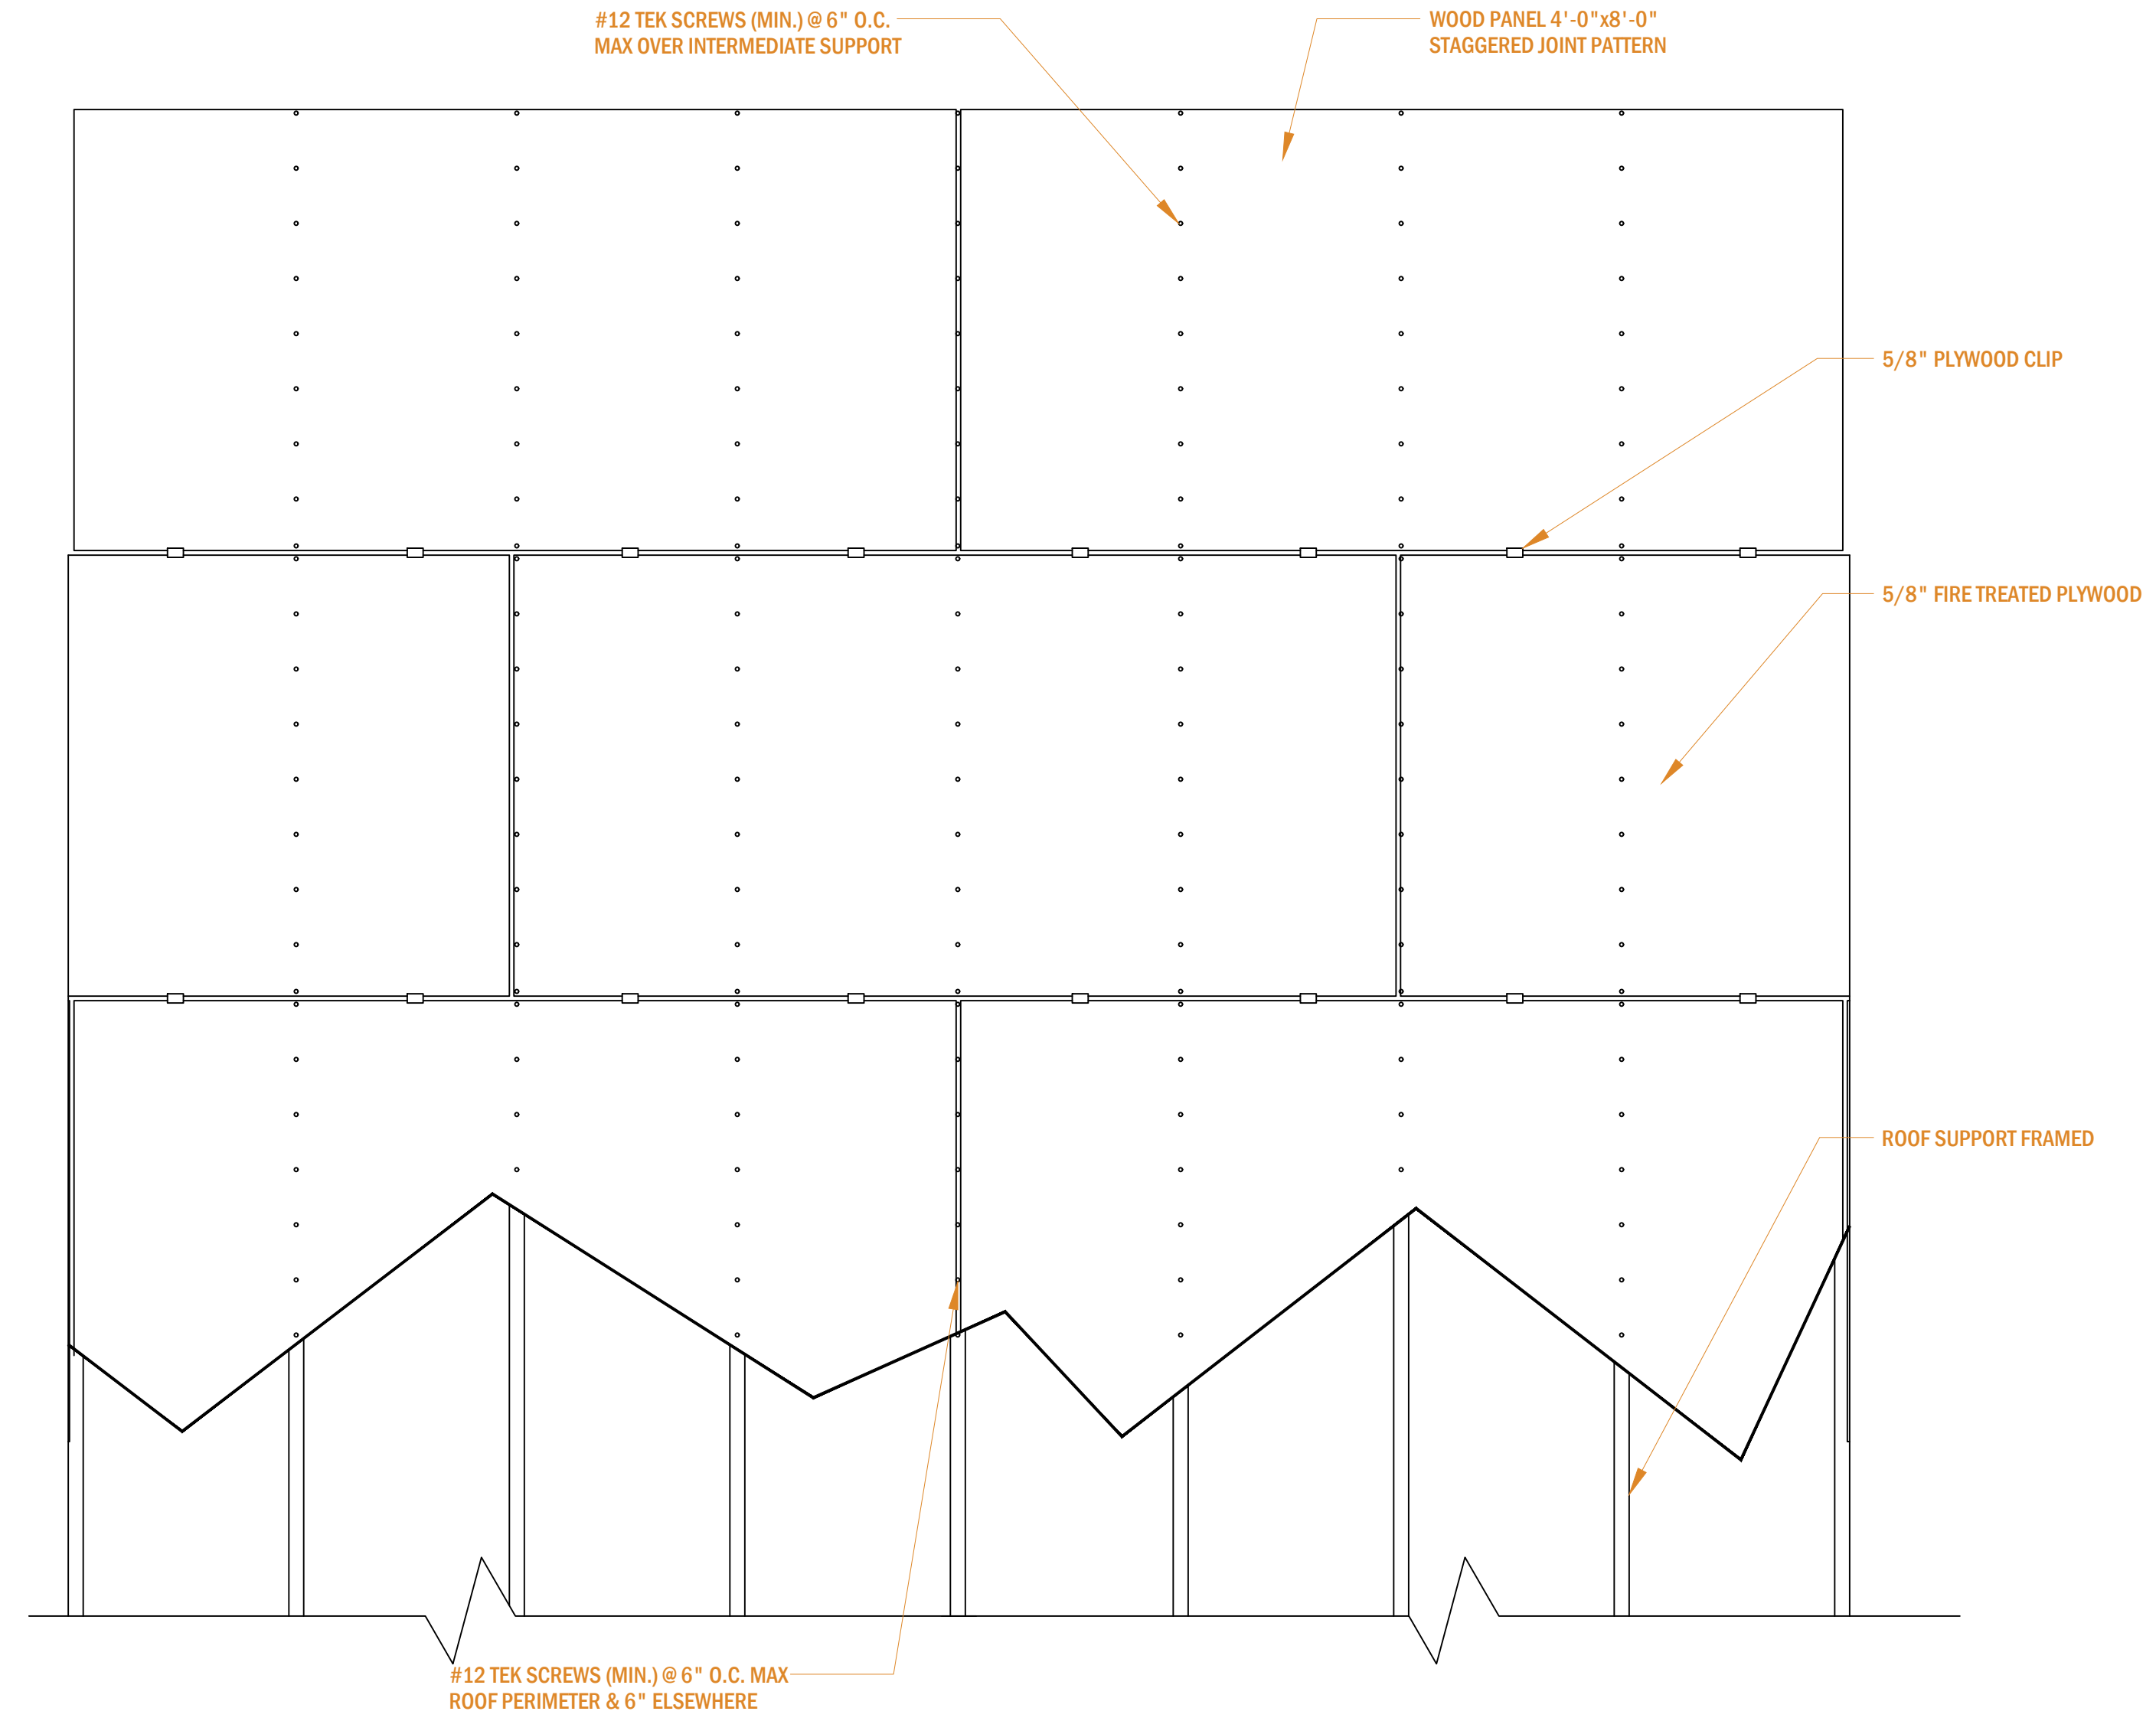 #12 TEK SCREWS (MIN.) @ 6" O.C.
MAX OVER INTERMEDIATE SUPPORT
WOOD PANEL 4'-0"x8'-0"
STAGGERED JOINT PATTERN
5/8" PLYWOOD CLIP
5/8" FIRE TREATED PLYWOOD
ROOF SUPPORT FRAMED
#12 TEK SCREWS (MIN.) @ 6" O.C. MAX
ROOF PERIMETER & 6" ELSEWHERE